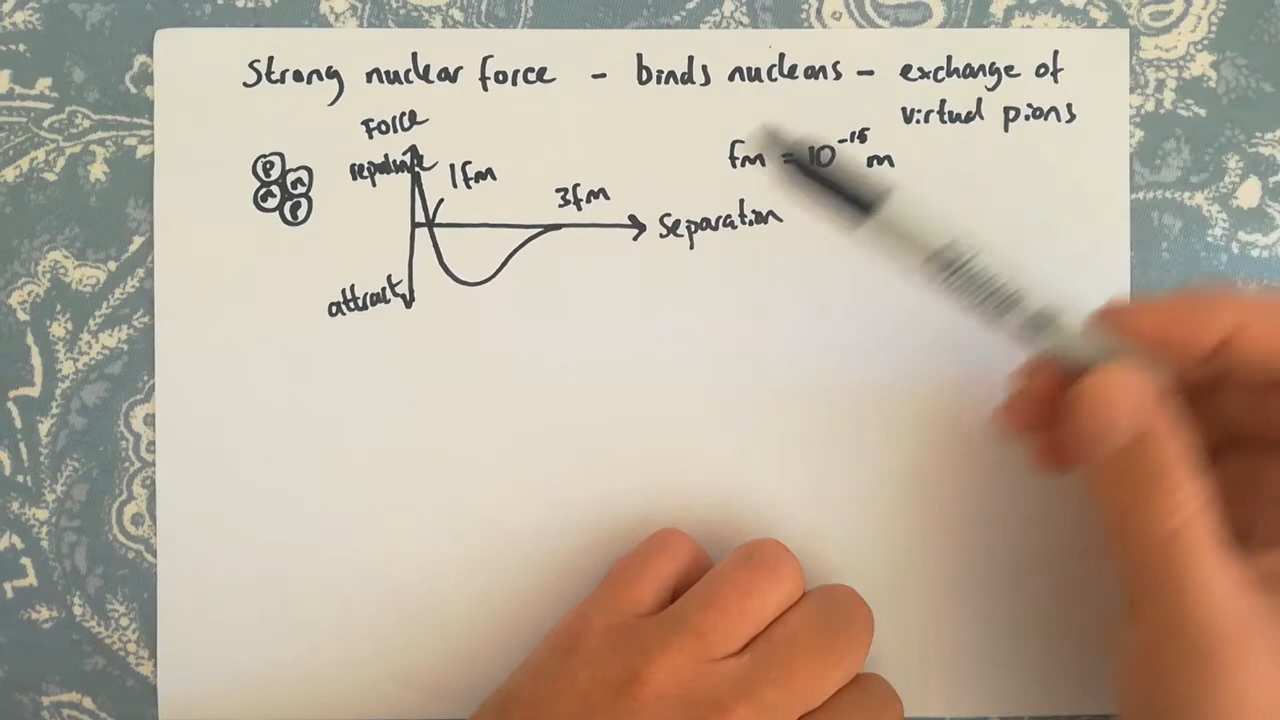 Strong nuclear force - binds nucleons - exchange of
virtual pions
Force
repulsive
1fm
fm = 10⁻¹⁵ m
P
n
n
P
3fm
Separation
attract